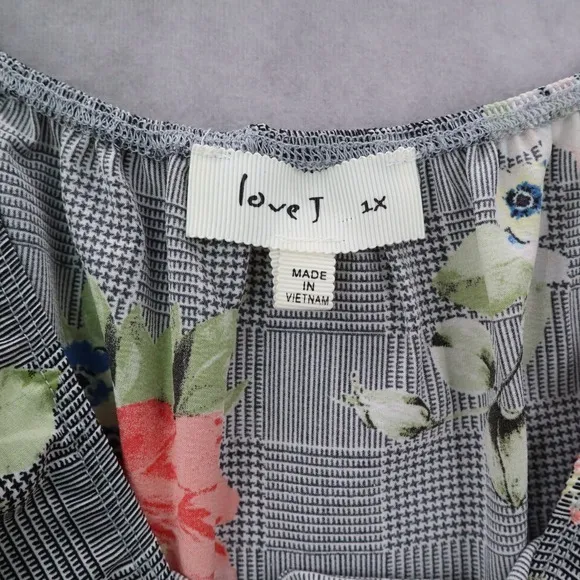 love J ... 1X
MADE
IN
VIETNAM